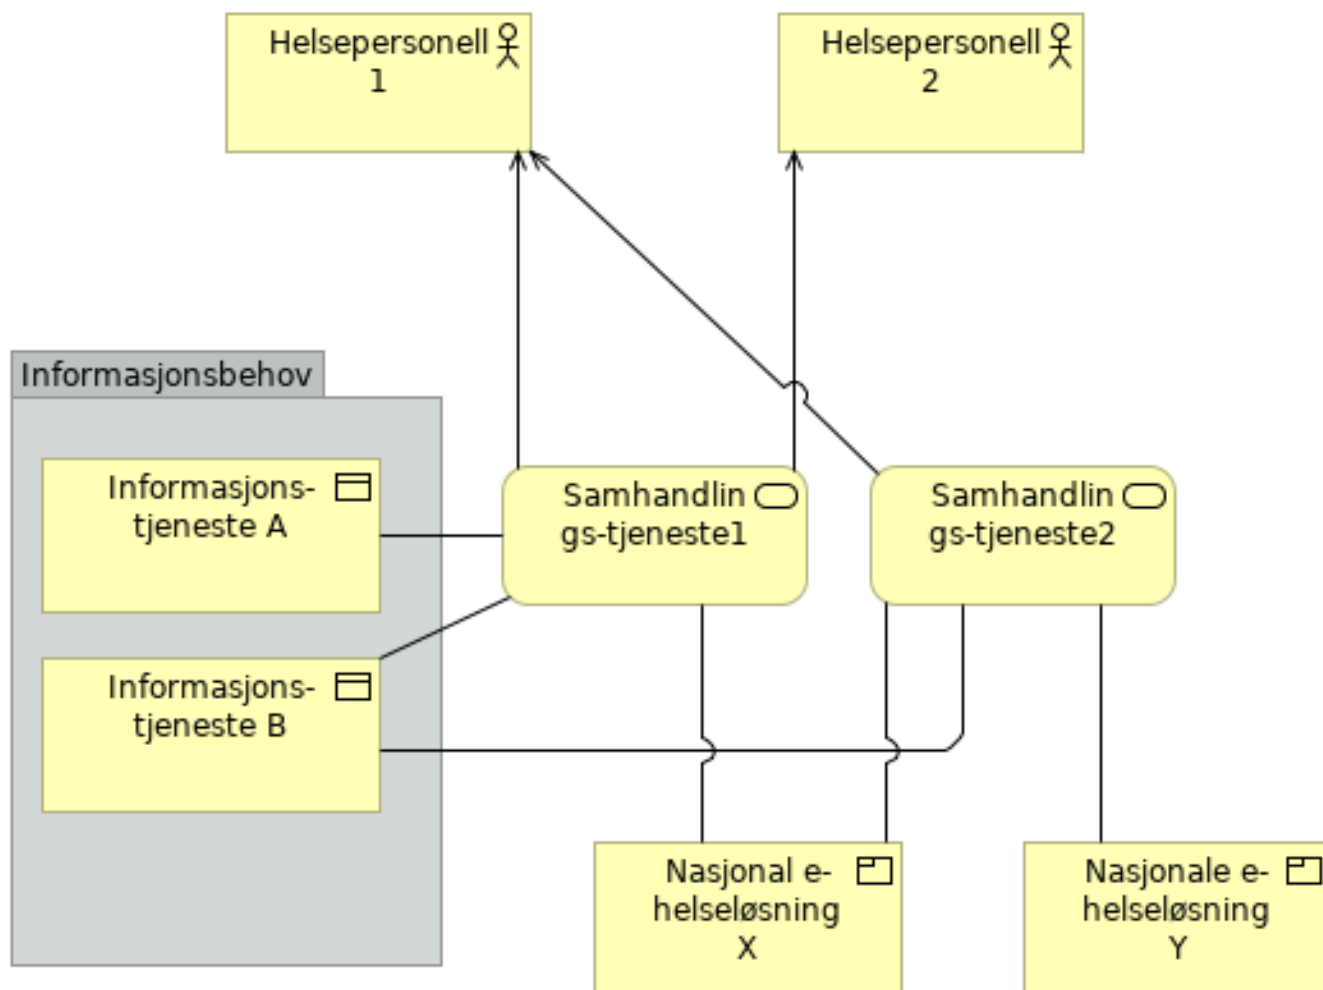 Helsepersonell
1
Helsepersonell
2
Informasjonsbehov
Informasjons-
tjeneste A
Samhandlin
gs-tjeneste1
Samhandlin
gs-tjeneste2
Informasjons-
tjeneste B
Nasjonal e-
helseløsning
X
Nasjonale e-
helseløsning
Y